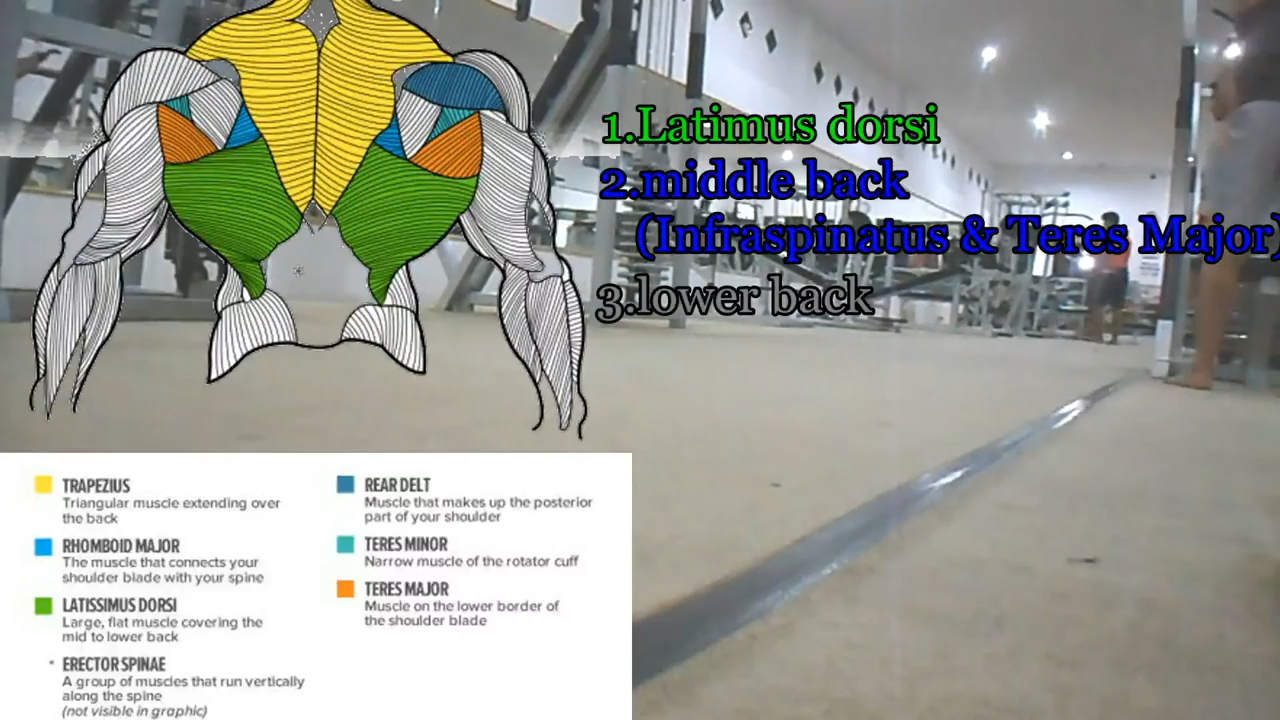 1.Latimus dorsi
2.middle back
(Infraspinatus & Teres Major)
3.lower back
TRAPEZIUS
Triangular muscle extending over
the back
RHOMBOID MAJOR
The muscle that connects your
shoulder blade with your spine
LATISSIMUS DORSI
Large, flat muscle covering the
mid to lower back
ERECTOR SPINAE
A group of muscles that run vertically
along the spine
(not visible in graphic)
REAR DELT
Muscle that makes up the posterior
part of your shoulder
TERES MINOR
Narrow muscle of the rotator cuff
TERES MAJOR
Muscle on the lower border of
the shoulder blade